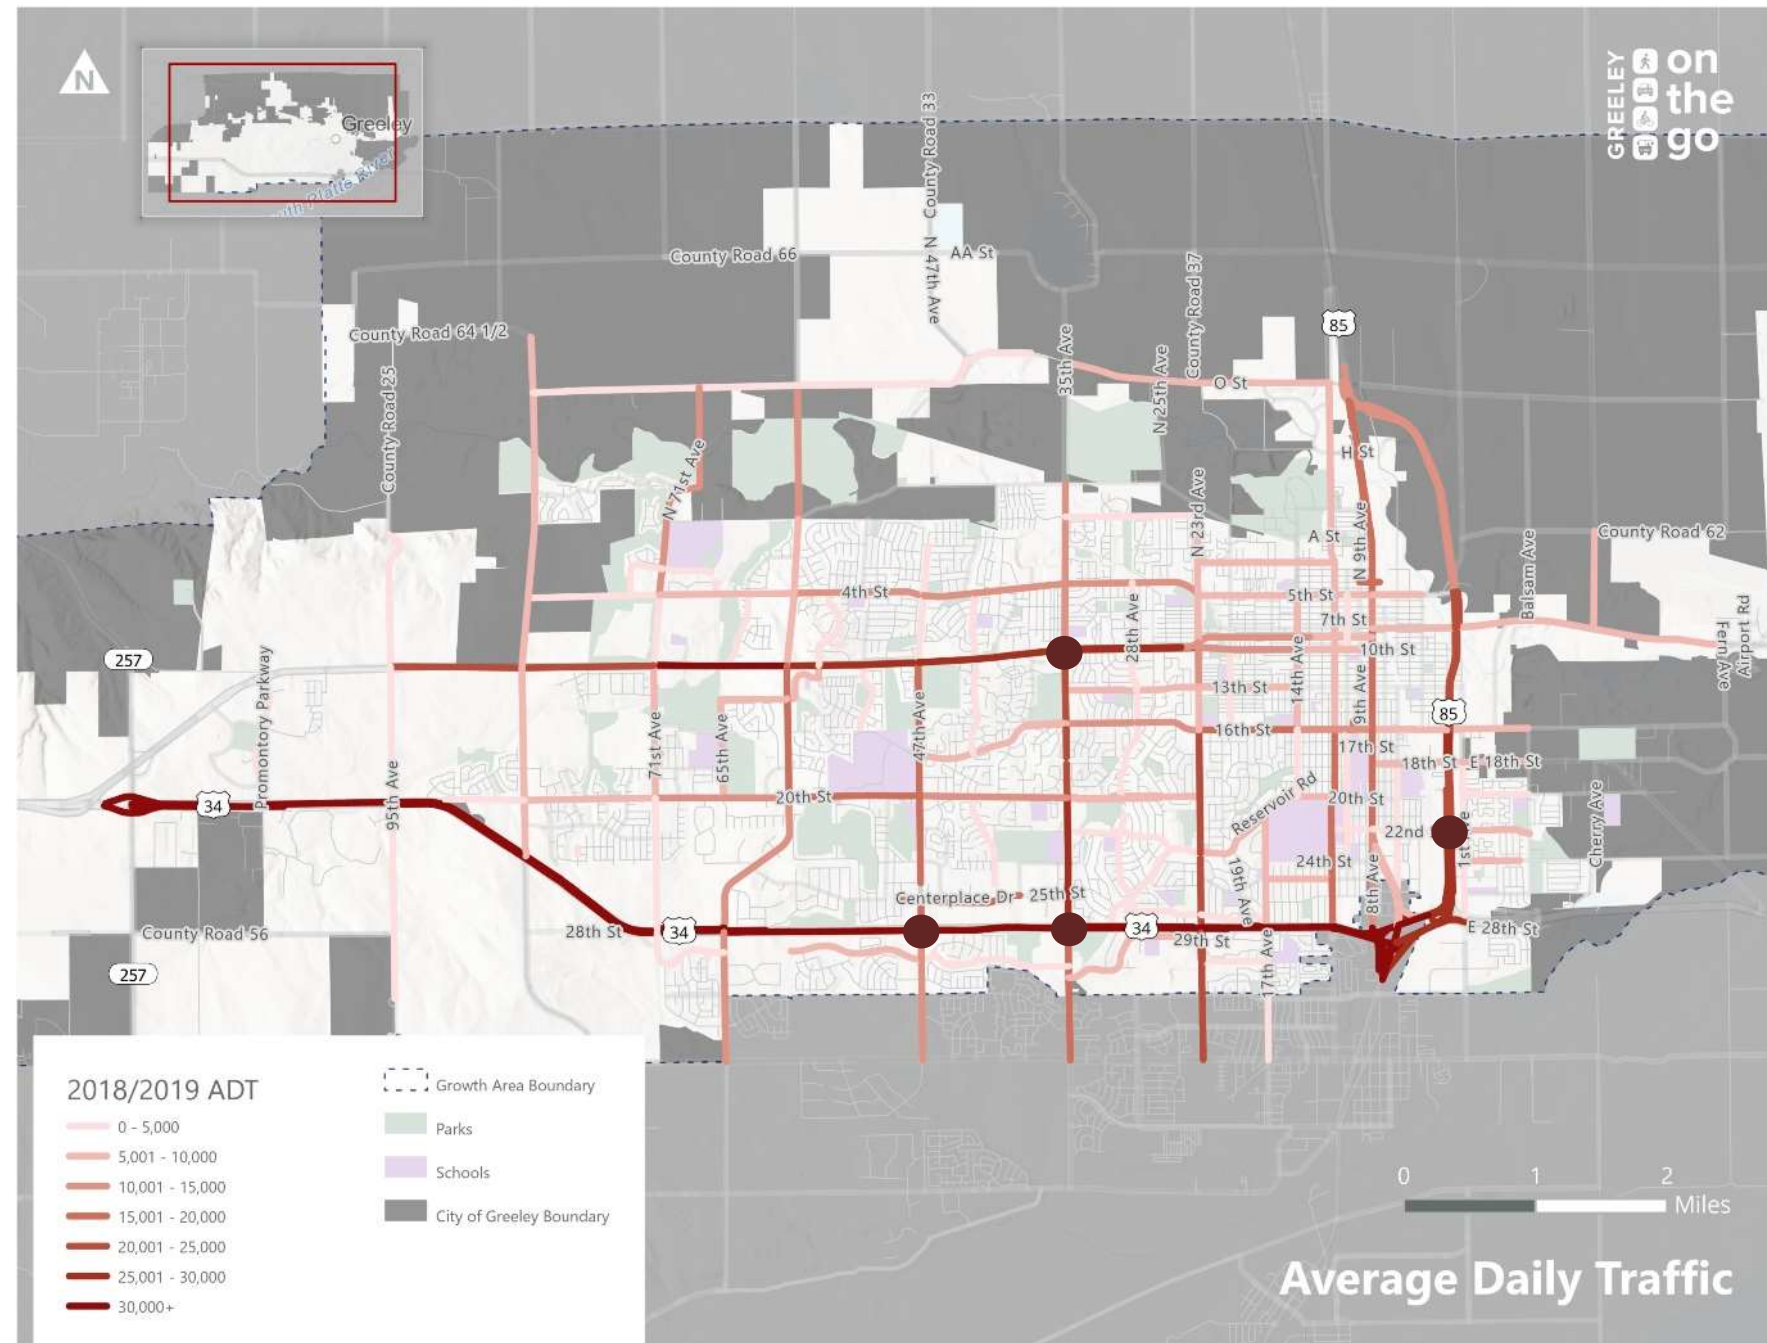 N
Greeley
South Platte River
GREELEY
on
the
go
County Road 33
County Road 66
AA St
N 47th Ave
County Road 37
County Road 64 1/2
85
35th Ave
N 25th Ave
O St
County Road 25
N 71st Ave
H St
N 23rd Ave
A St
N 9th Ave
County Road 62
Balsam Ave
4th St
5th St
7th St
28th Ave
10th St
Fern Ave
Airport Rd
257
Promontory Parkway
14th Ave
13th St
9th Ave
85
71st Ave
65th Ave
47th Ave
16th St
17th St
18th St
E 18th St
34
95th Ave
20th St
Reservoir Rd
20th St
22nd
1st Ave
Cherry Ave
24th St
19th Ave
8th Ave
Centerplace Dr
25th St
County Road 56
28th St
34
34
29th St
E 28th St
257
17th Ave
2018/2019 ADT
0 - 5,000
5,001 - 10,000
10,001 - 15,000
15,001 - 20,000
20,001 - 25,000
25,001 - 30,000
30,000+
Growth Area Boundary
Parks
Schools
City of Greeley Boundary
0 1 2
Miles
Average Daily Traffic